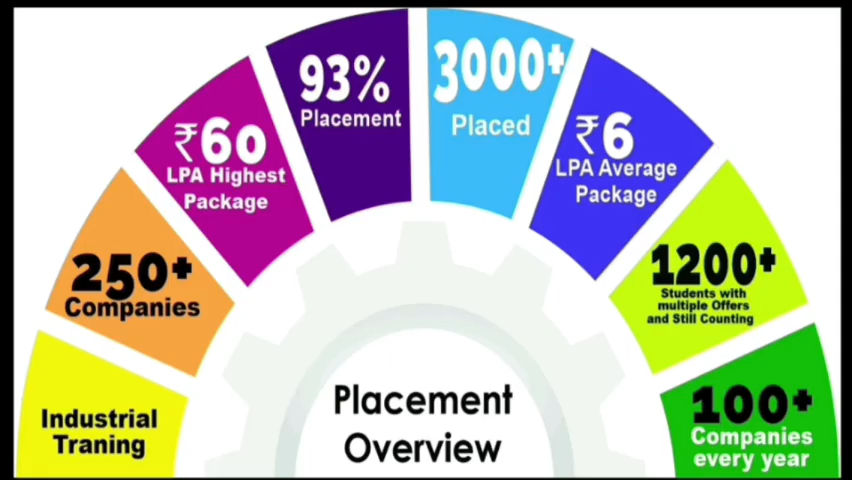 Industrial
Traning
250+
Companies
₹60
LPA Highest
Package
93%
Placement
3000+
Placed
₹6
LPA Average
Package
1200+
Students with
multiple Offers
and Still Counting
100+
Companies
every year
Placement
Overview